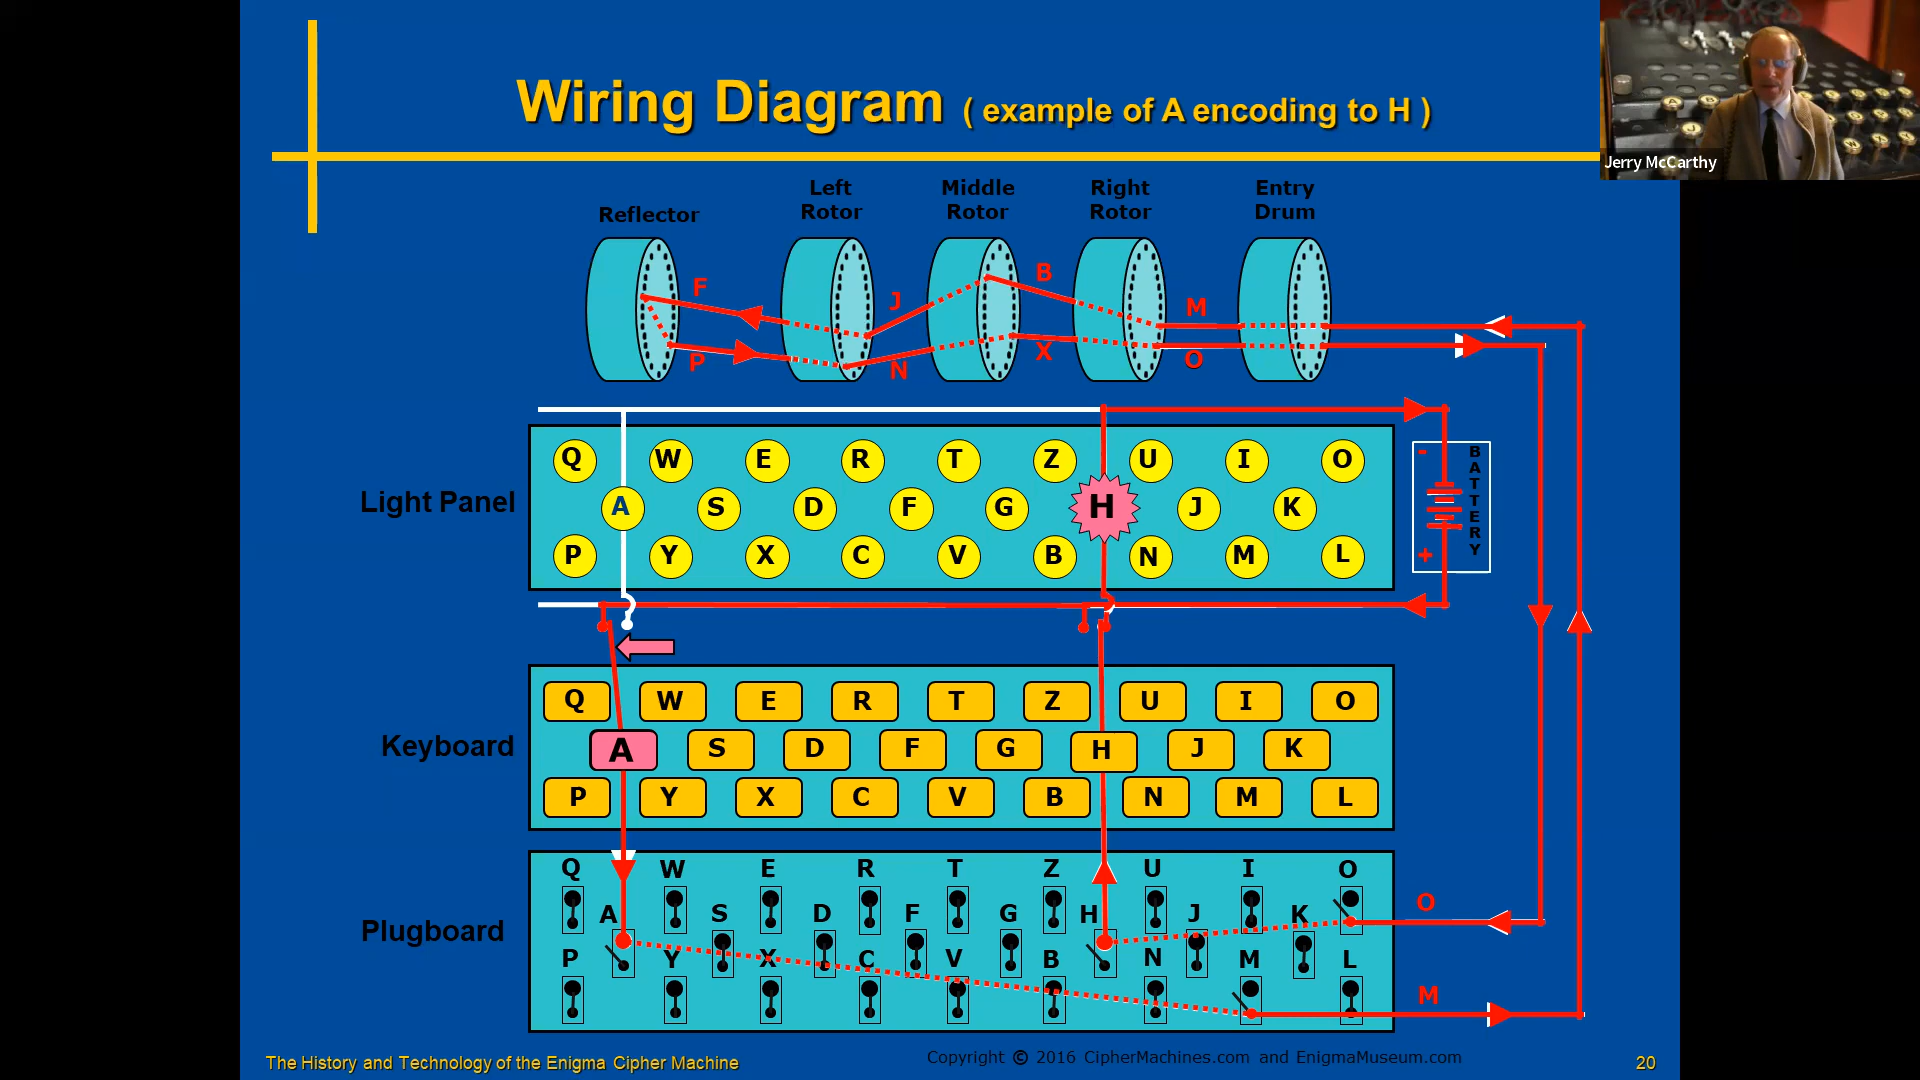 Wiring Diagram ( example of A encoding to H )
Jerry McCarthy
Reflector
Left Rotor
Middle Rotor
Right Rotor
Entry Drum
F
J
B
M
P
N
X
O
Light Panel
Q W E R T Z U I O
A S D F G H J K
P Y X C V B N M L
-
BATTERY
+
Keyboard
Q W E R T Z U I O
A S D F G H J K
P Y X C V B N M L
Plugboard
Q W E R T Z U I O
A S D F G H J K
P Y X C V B N M L
O
M
The History and Technology of the Enigma Cipher Machine
Copyright © 2016 CipherMachines.com and EnigmaMuseum.com
20